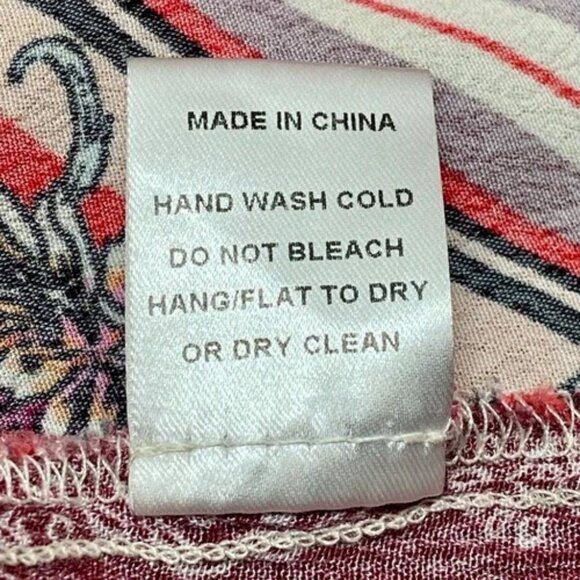 MADE IN CHINA
HAND WASH COLD
DO NOT BLEACH
HANG/FLAT TO DRY
OR DRY CLEAN